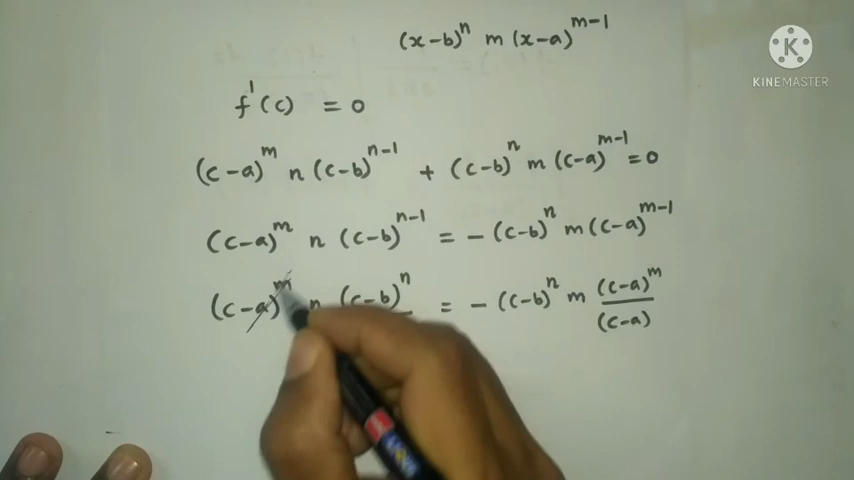 (x-b)ⁿ m (x-a)ᵐ⁻¹
K
KINEMASTER
f'(c) = 0
(c-a)ᵐ n (c-b)ⁿ⁻¹ + (c-b)ⁿ m (c-a)ᵐ⁻¹ = 0
(c-a)ᵐ n (c-b)ⁿ⁻¹ = - (c-b)ⁿ m (c-a)ᵐ⁻¹
(c-a)ᵐ n (c-b)ⁿ = - (c-b)ⁿ m (c-a)ᵐ
(c-a)